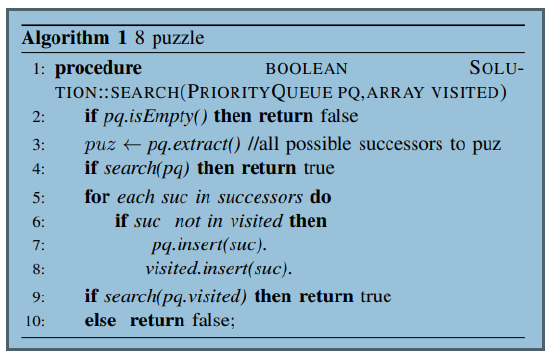 Algorithm 1 8 puzzle
1: procedure BOOLEAN SOLU-
TION::SEARCH(PRIORITYQUEUE PQ,ARRAY VISITED)
2: if pq.isEmpty() then return false
3: puz ← pq.extract() //all possible successors to puz
4: if search(pq) then return true
5: for each suc in successors do
6: if suc not in visited then
7: pq.insert(suc).
8: visited.insert(suc).
9: if search(pq.visited) then return true
10: else return false;